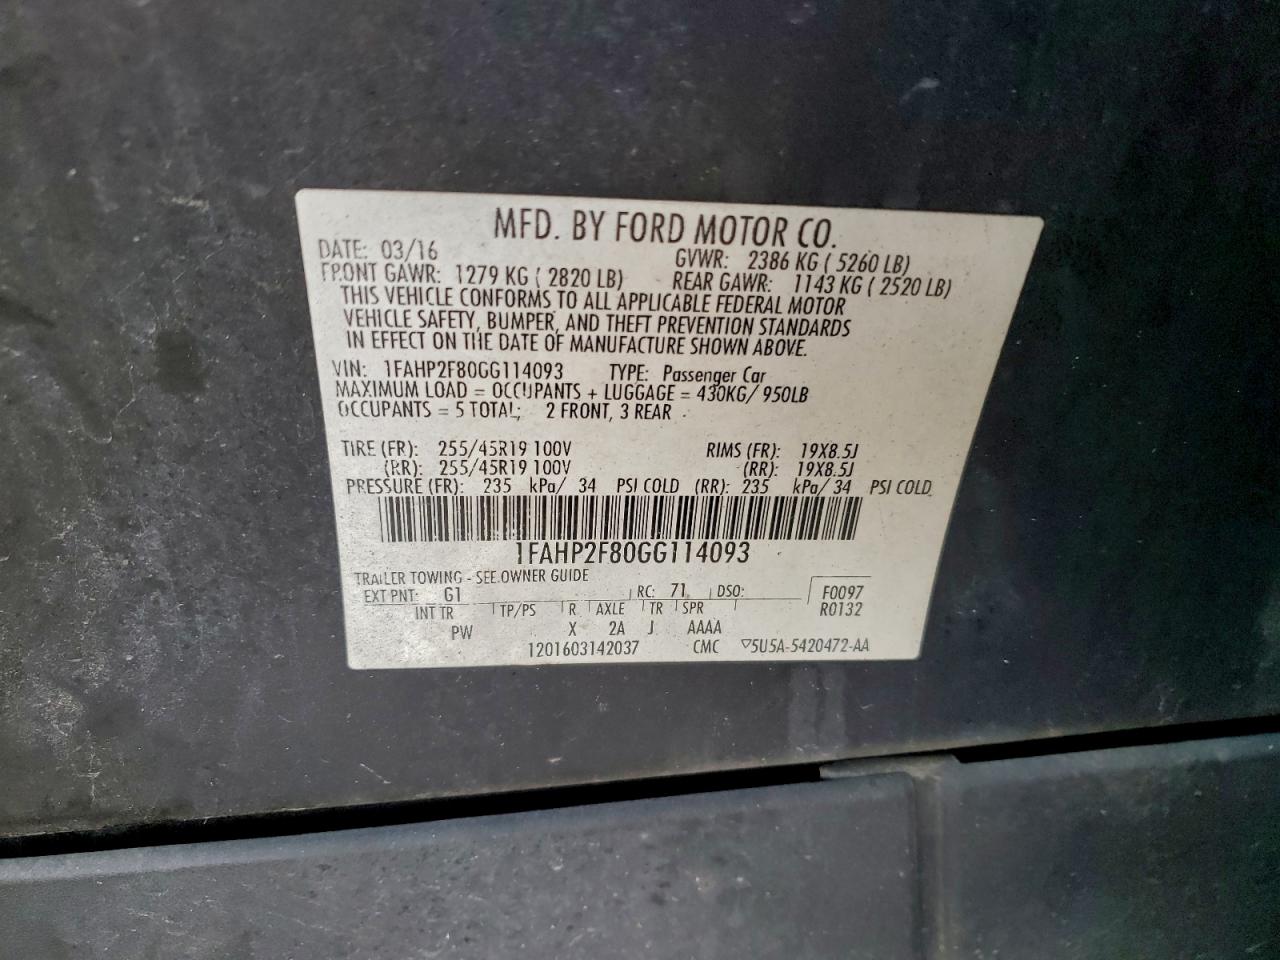 MFD. BY FORD MOTOR CO.
DATE: 03/16 GVWR: 2386 KG ( 5260 LB)
FRONT GAWR: 1279 KG ( 2820 LB) REAR GAWR: 1143 KG ( 2520 LB)
THIS VEHICLE CONFORMS TO ALL APPLICABLE FEDERAL MOTOR
VEHICLE SAFETY, BUMPER, AND THEFT PREVENTION STANDARDS
IN EFFECT ON THE DATE OF MANUFACTURE SHOWN ABOVE.
VIN: 1FAHP2F80GG114093 TYPE: Passenger Car
MAXIMUM LOAD = OCCUPANTS + LUGGAGE = 430KG/ 950LB
OCCUPANTS = 5 TOTAL; 2 FRONT, 3 REAR
TIRE (FR): 255/45R19 100V RIMS (FR): 19X8.5J
(RR): 255/45R19 100V (RR): 19X8.5J
PRESSURE (FR): 235 kPa/ 34 PSI COLD (RR): 235 kPa/ 34 PSI COLD
1FAHP2F80GG114093
TRAILER TOWING - SEE OWNER GUIDE
EXT PNT: G1 RC: 71 DSO: F0097
INT TR TP/PS R AXLE TR SPR R0132
PW X 2A J AAAA
1201603142037 CMC ▽5U5A-5420472-AA